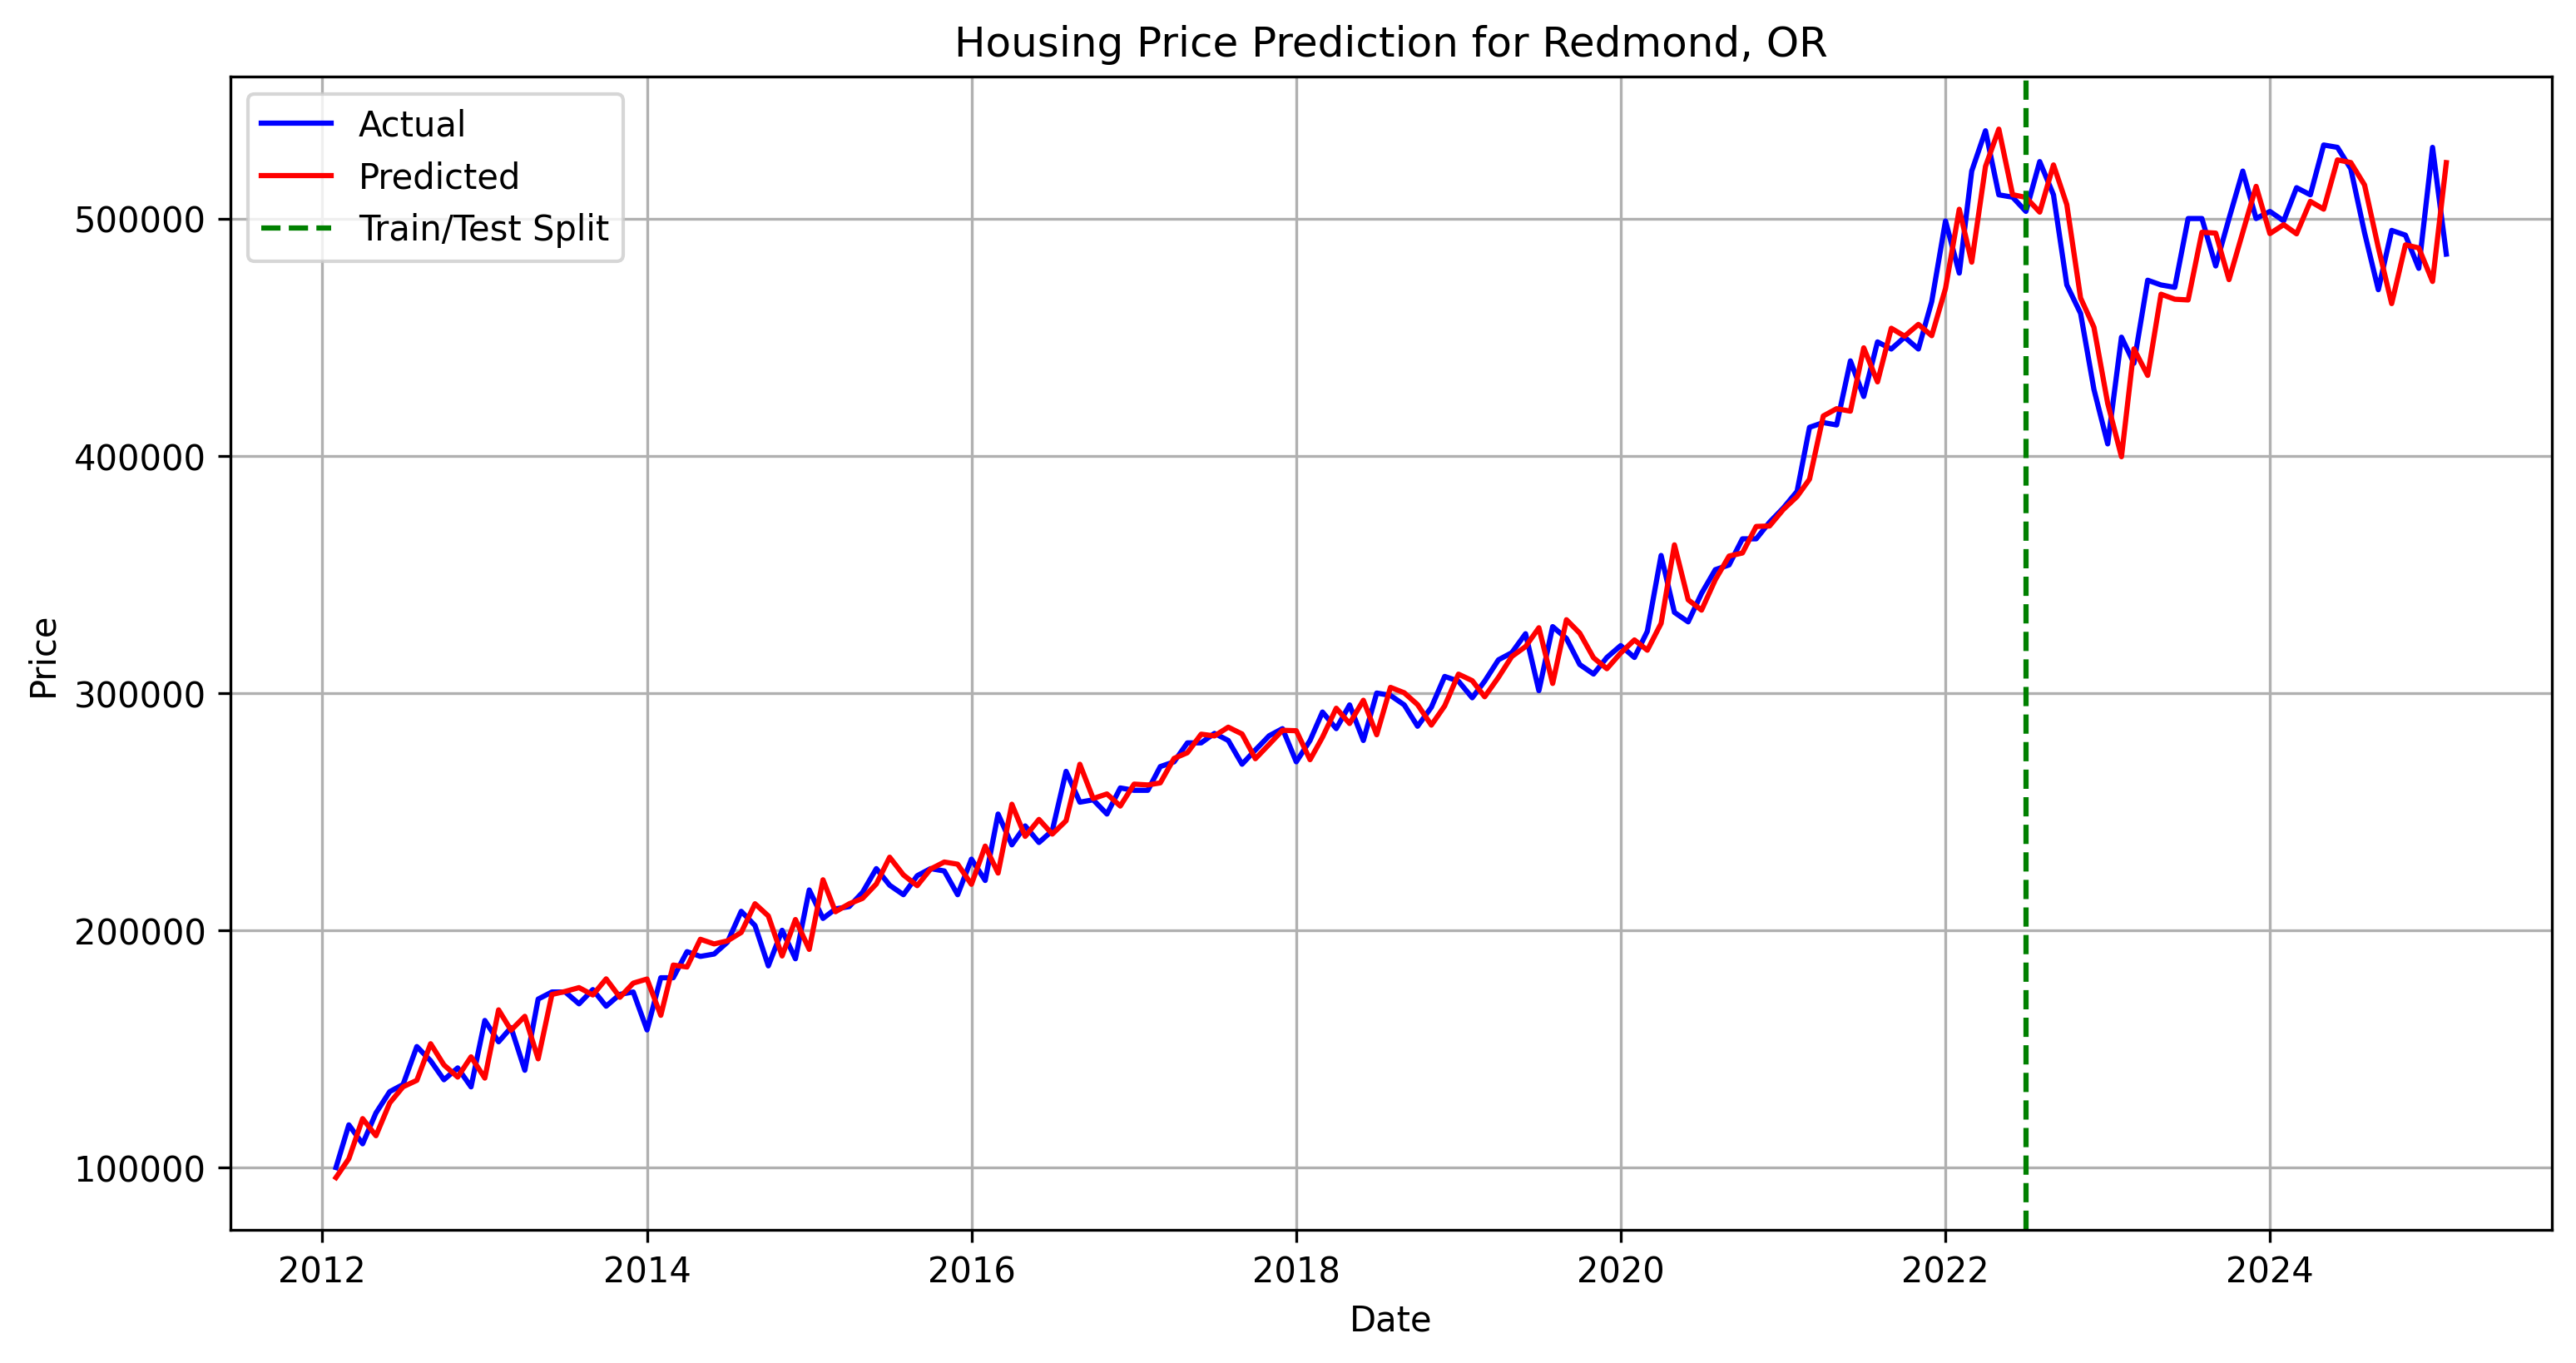 Housing Price Prediction for Redmond, OR
Actual
Predicted
Train/Test Split
500000
400000
300000
200000
100000
Price
2012 2014 2016 2018 2020 2022 2024
Date